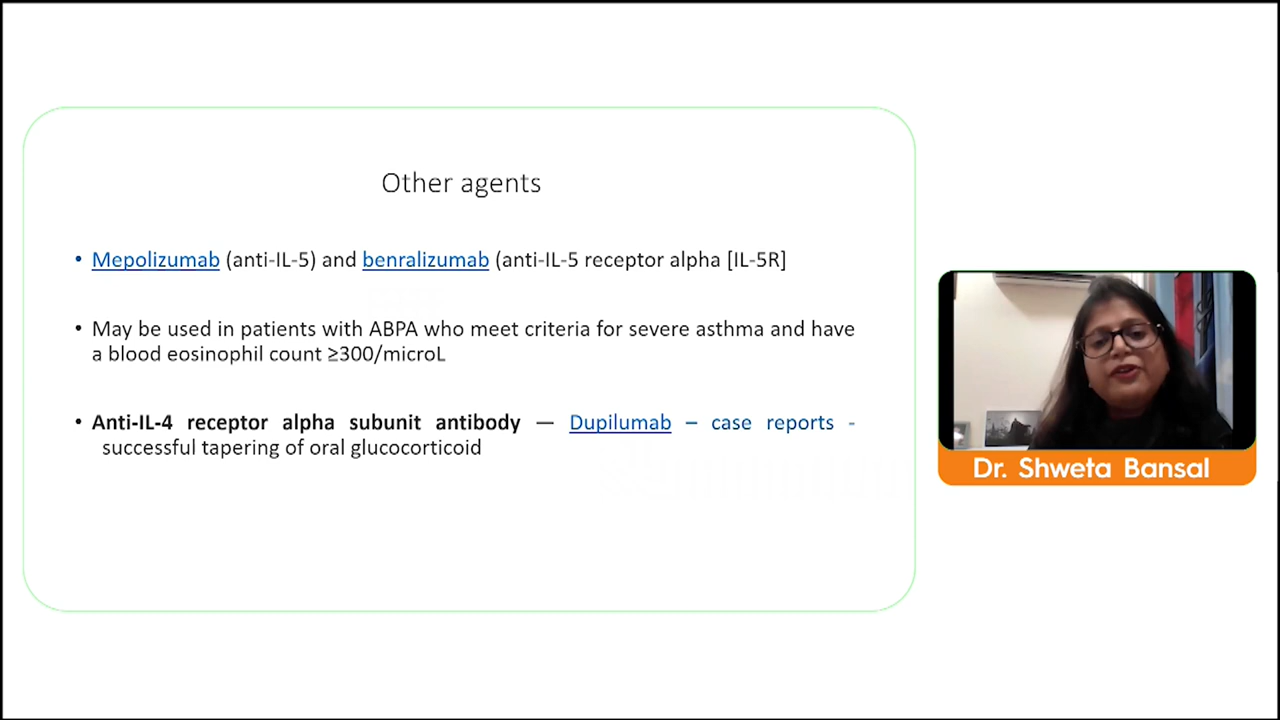 Other agents
• Mepolizumab (anti-IL-5) and benralizumab (anti-IL-5 receptor alpha [IL-5R]
• May be used in patients with ABPA who meet criteria for severe asthma and have
a blood eosinophil count ≥300/microL
• Anti-IL-4 receptor alpha subunit antibody — Dupilumab – case reports -
successful tapering of oral glucocorticoid
Dr. Shweta Bansal